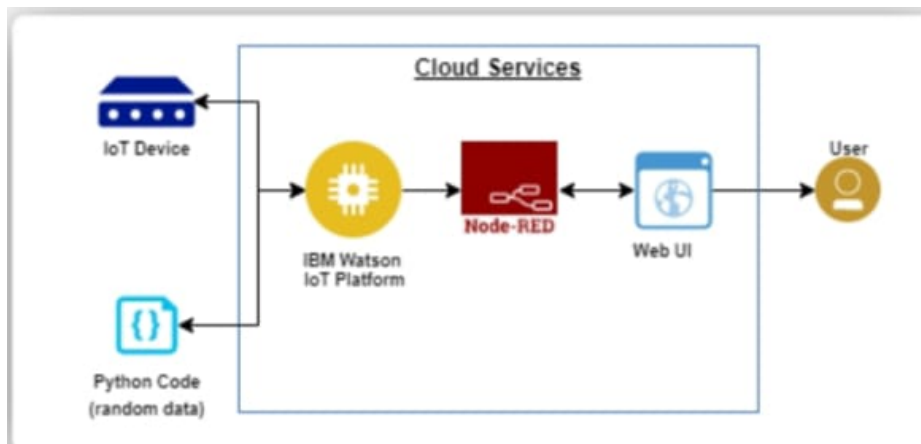 Cloud Services
IoT Device
User
Node-RED
Web UI
IBM Watson
IoT Platform
{}
Python Code
(random data)